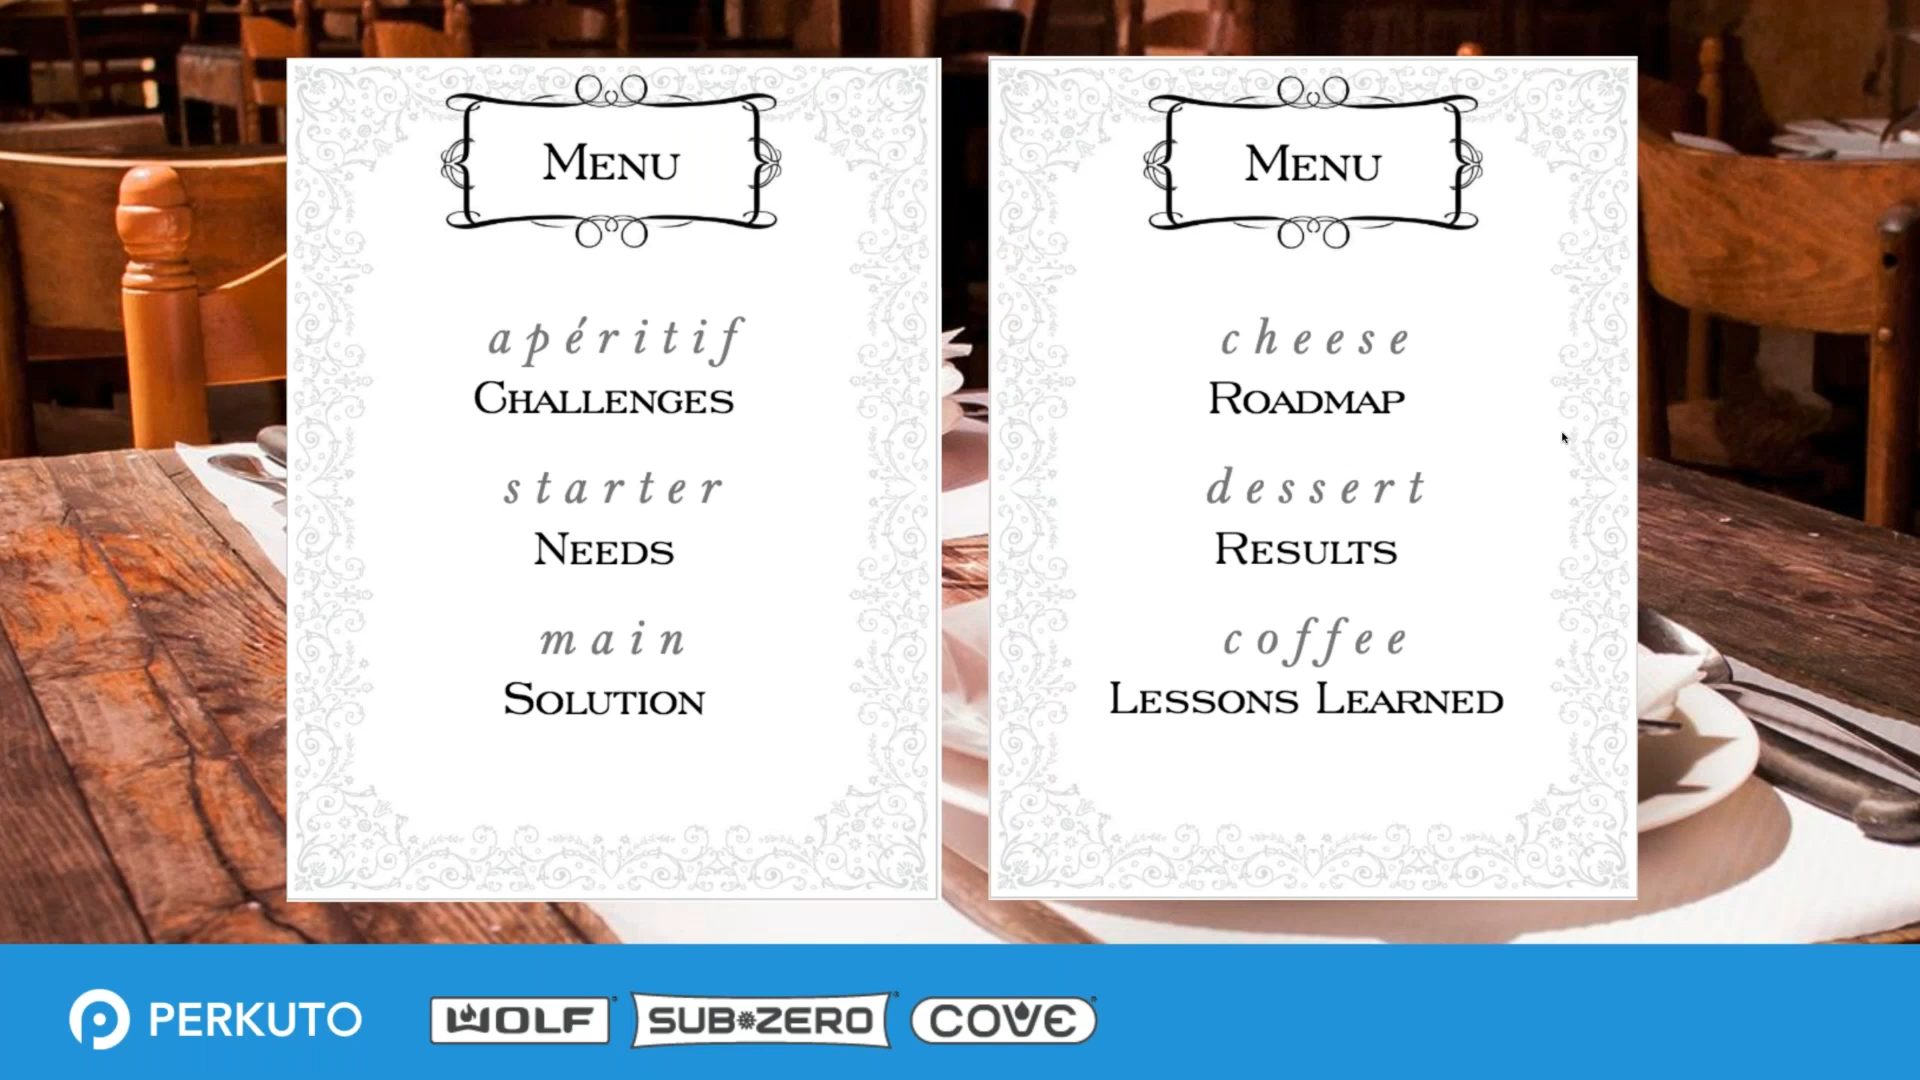 MENU
apéritif
CHALLENGES
starter
NEEDS
main
SOLUTION
MENU
cheese
ROADMAP
dessert
RESULTS
coffee
LESSONS LEARNED
PERKUTO
WOLF
SUB ZERO
COVE